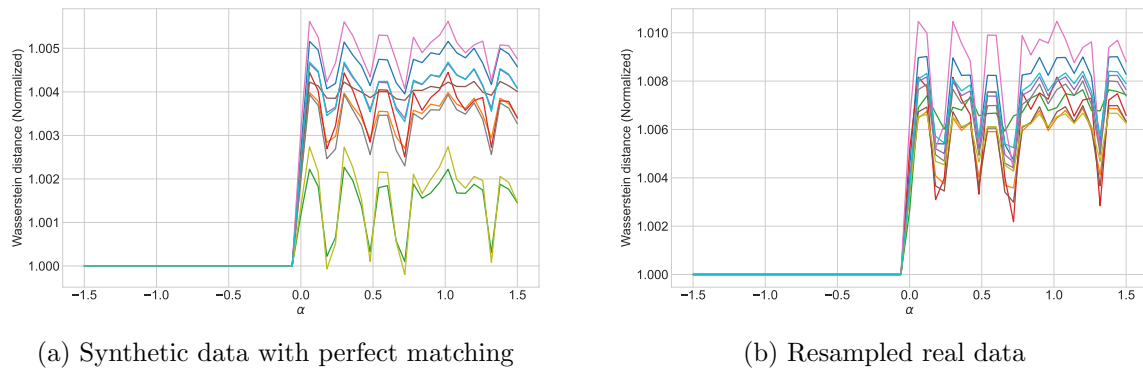 Wasserstein distance (Normalized)
1.005
1.004
1.003
1.002
1.001
1.000
−1.5 −1.0 −0.5 0.0 0.5 1.0 1.5
α
(a) Synthetic data with perfect matching
Wasserstein distance (Normalized)
1.010
1.008
1.006
1.004
1.002
1.000
−1.5 −1.0 −0.5 0.0 0.5 1.0 1.5
α
(b) Resampled real data